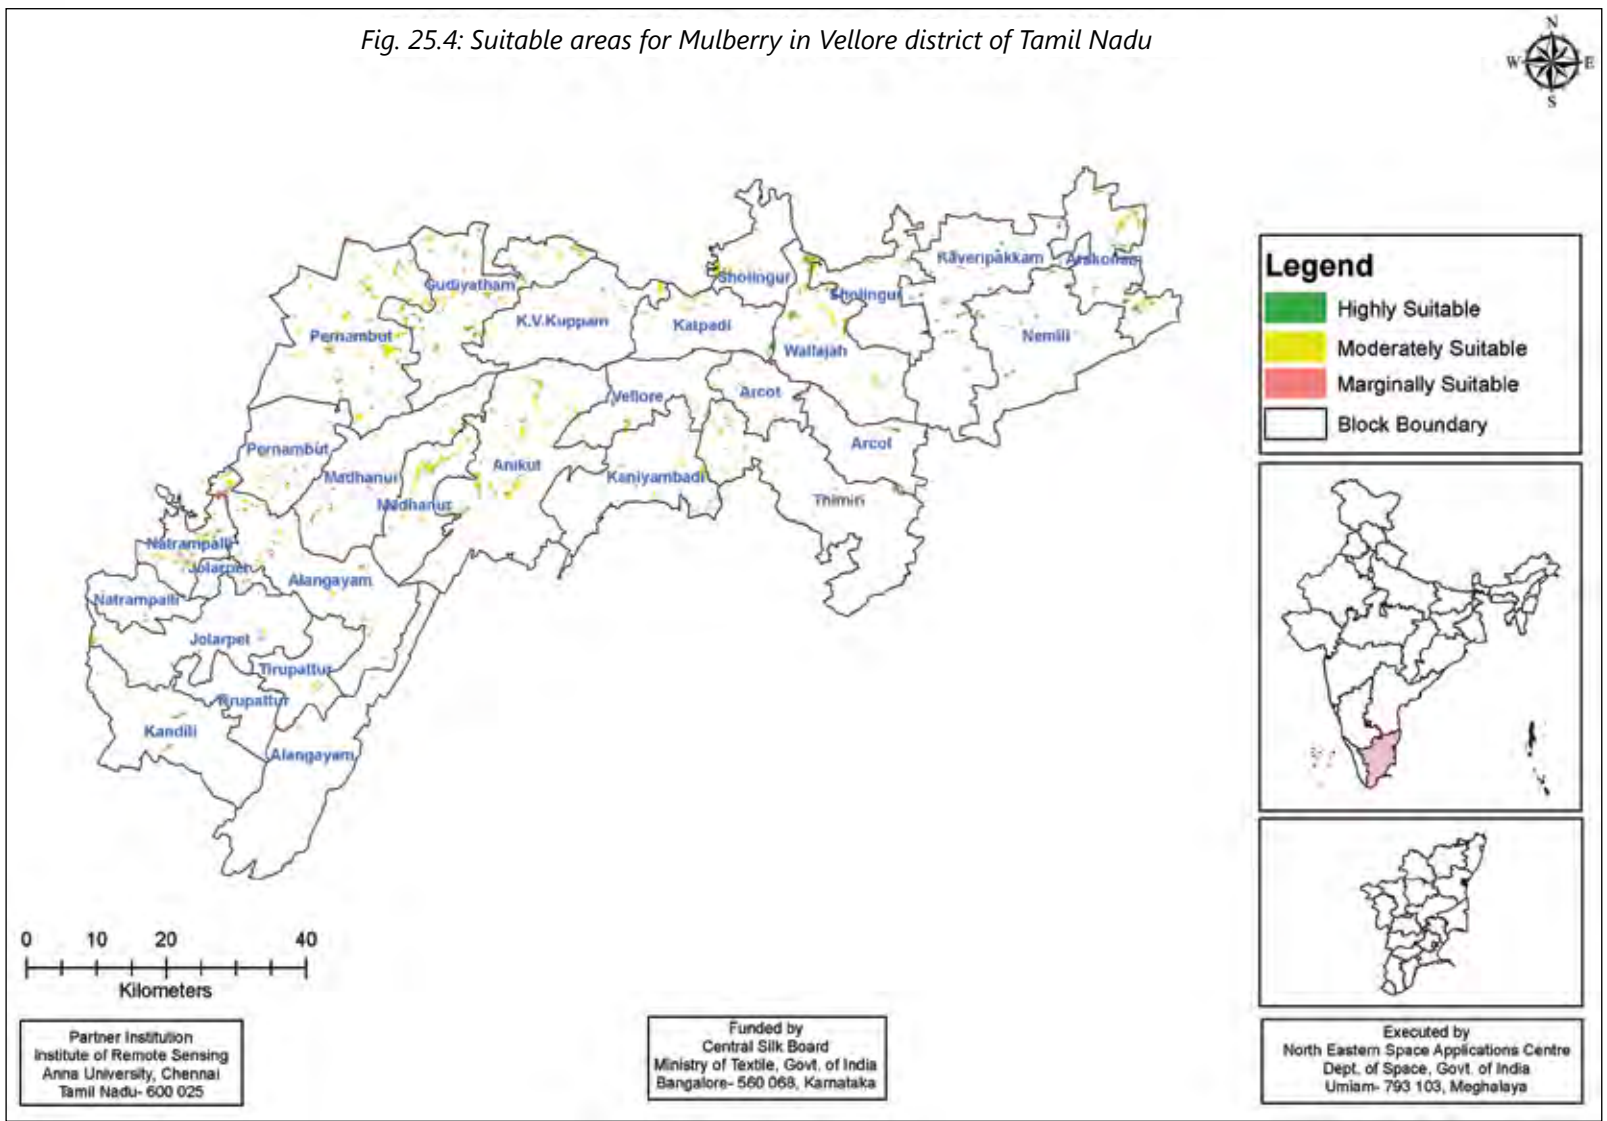 Fig. 25.4: Suitable areas for Mulberry in Vellore district of Tamil Nadu
N
W
E
S
Legend
Highly Suitable
Moderately Suitable
Marginally Suitable
Block Boundary
Sholingur
Kaveripakkam
Arakonam
Gudiyatham
Sholingur
Pernambut
K.V.Kuppam
Katpadi
Wallajah
Nemili
Vellore
Arcot
Pernambut
Madhanur
Anikut
Kaniyambadi
Arcot
Madhanur
Thimiri
Natrampalli
Jolarpet
Alangayam
Natrampalli
Jolarpet
Tirupattur
Tirupattur
Kandili
Alangayam
0 10 20 40
Kilometers
Partner Institution
Institute of Remote Sensing
Anna University, Chennai
Tamil Nadu- 600 025
Funded by
Central Silk Board
Ministry of Textile, Govt. of India
Bangalore- 560 068, Karnataka
Executed by
North Eastern Space Applications Centre
Dept. of Space, Govt. of India
Umiam- 793 103, Meghalaya